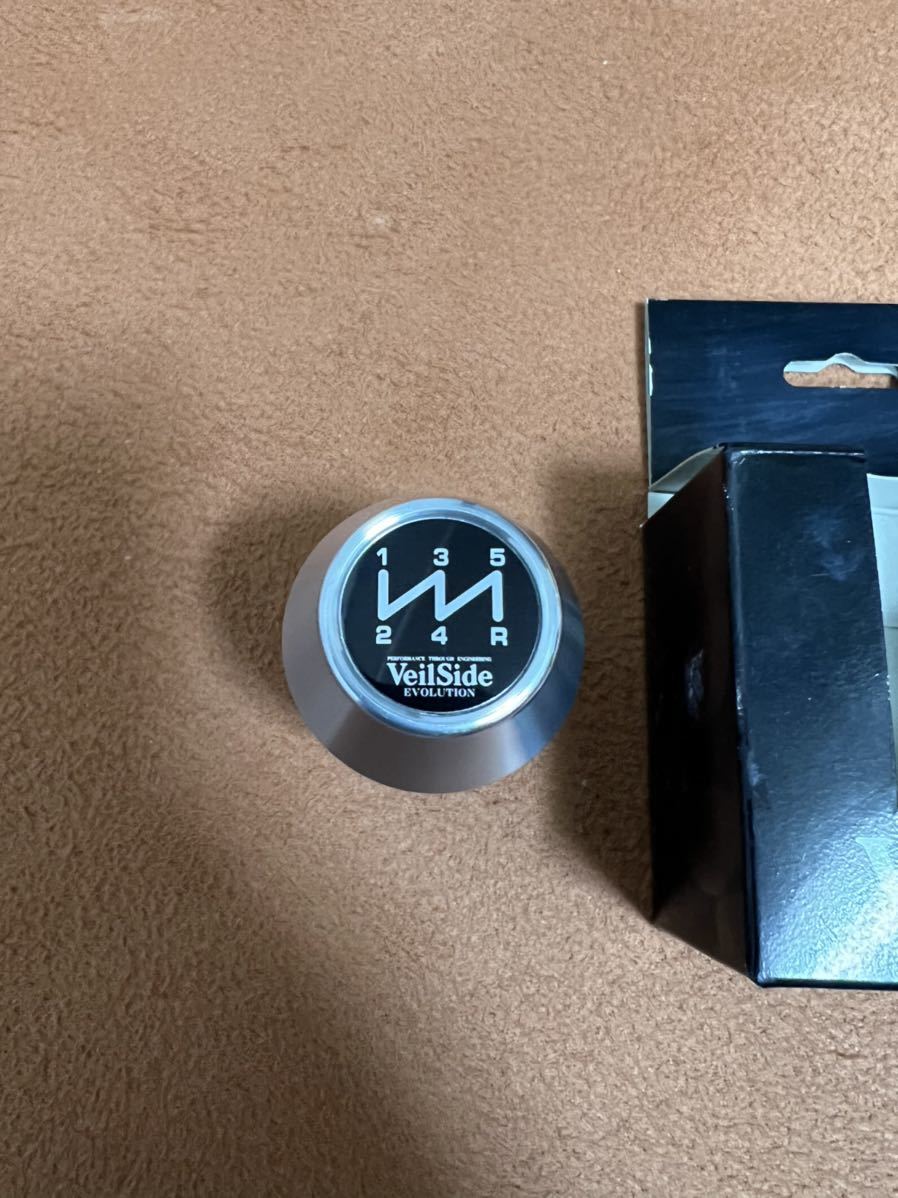 1 3 5
2 4 R
PERFORMANCE THROUGH ENGINEERING
VeilSide
EVOLUTION